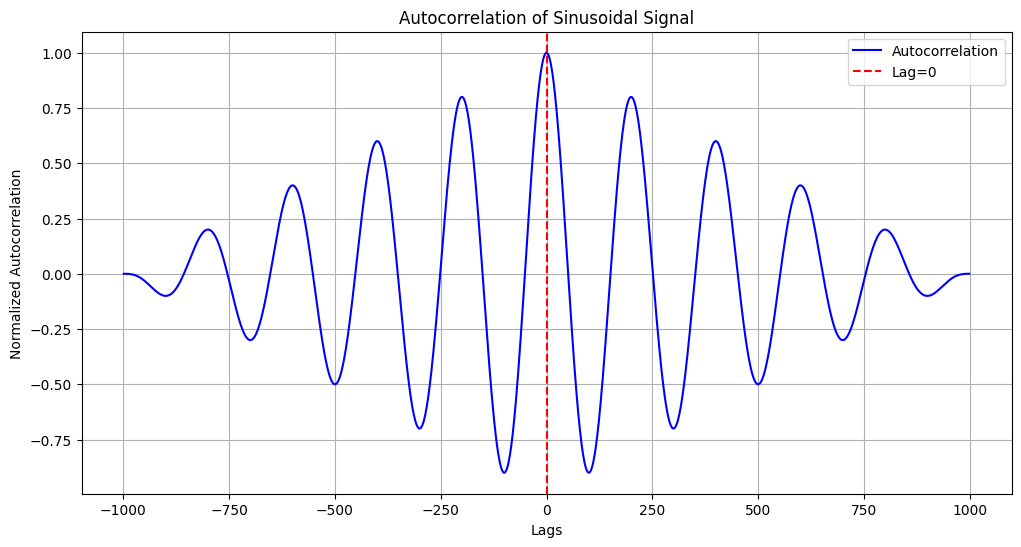 Autocorrelation of Sinusoidal Signal
Autocorrelation
Lag=0
Normalized Autocorrelation
1.00
0.75
0.50
0.25
0.00
−0.25
−0.50
−0.75
−1000 −750 −500 −250 0 250 500 750 1000
Lags